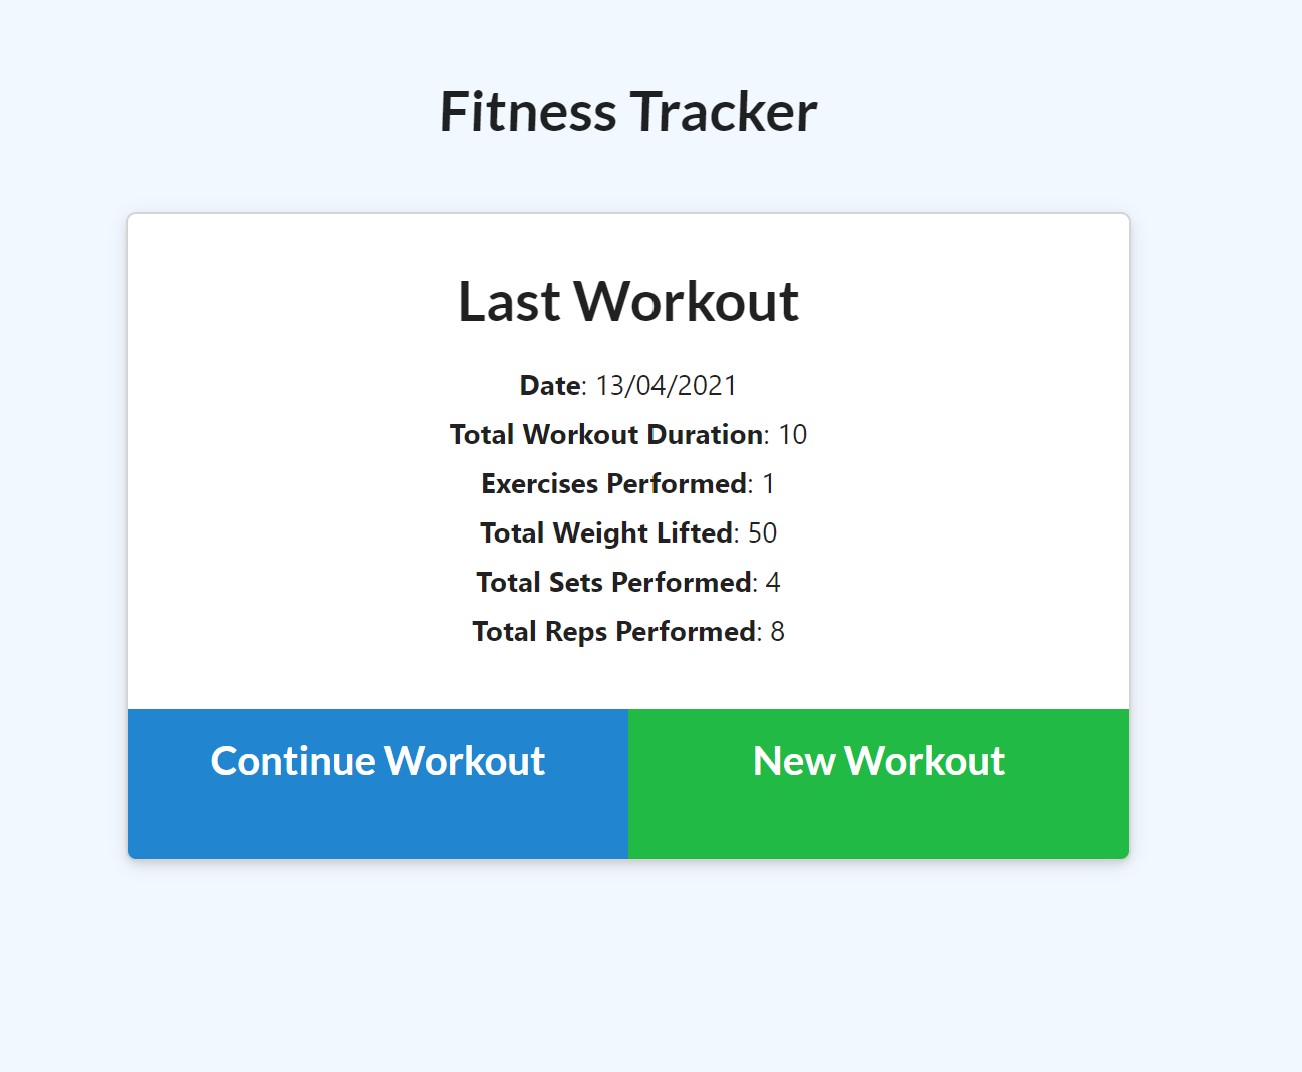 Fitness Tracker
Last Workout
Date: 13/04/2021
Total Workout Duration: 10
Exercises Performed: 1
Total Weight Lifted: 50
Total Sets Performed: 4
Total Reps Performed: 8
Continue Workout
New Workout